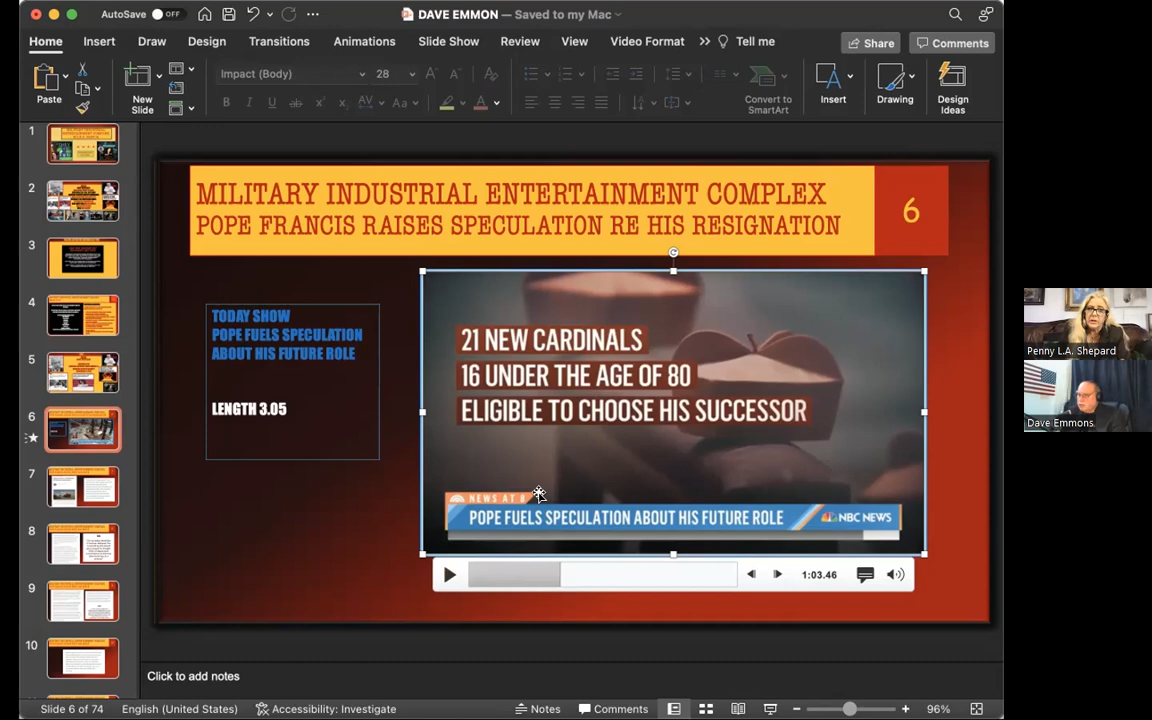 AutoSave OFF
DAVE EMMON — Saved to my Mac
Home Insert Draw Design Transitions Animations Slide Show Review View Video Format Tell me
Share Comments
Impact (Body) 28
Paste
New Slide
Convert to SmartArt
Insert
Drawing
Design Ideas
1
2
3
4
5
6
7
8
9
10
MILITARY INDUSTRIAL ENTERTAINMENT COMPLEX
POPE FRANCIS RAISES SPECULATION RE HIS RESIGNATION
6
TODAY SHOW
POPE FUELS SPECULATION
ABOUT HIS FUTURE ROLE
LENGTH 3.05
21 NEW CARDINALS
16 UNDER THE AGE OF 80
ELIGIBLE TO CHOOSE HIS SUCCESSOR
NEWS AT 8
POPE FUELS SPECULATION ABOUT HIS FUTURE ROLE
NBC NEWS
1:03.46
Penny L.A. Shepard
Dave Emmons
Click to add notes
Slide 6 of 74 English (United States) Accessibility: Investigate Notes Comments 96%